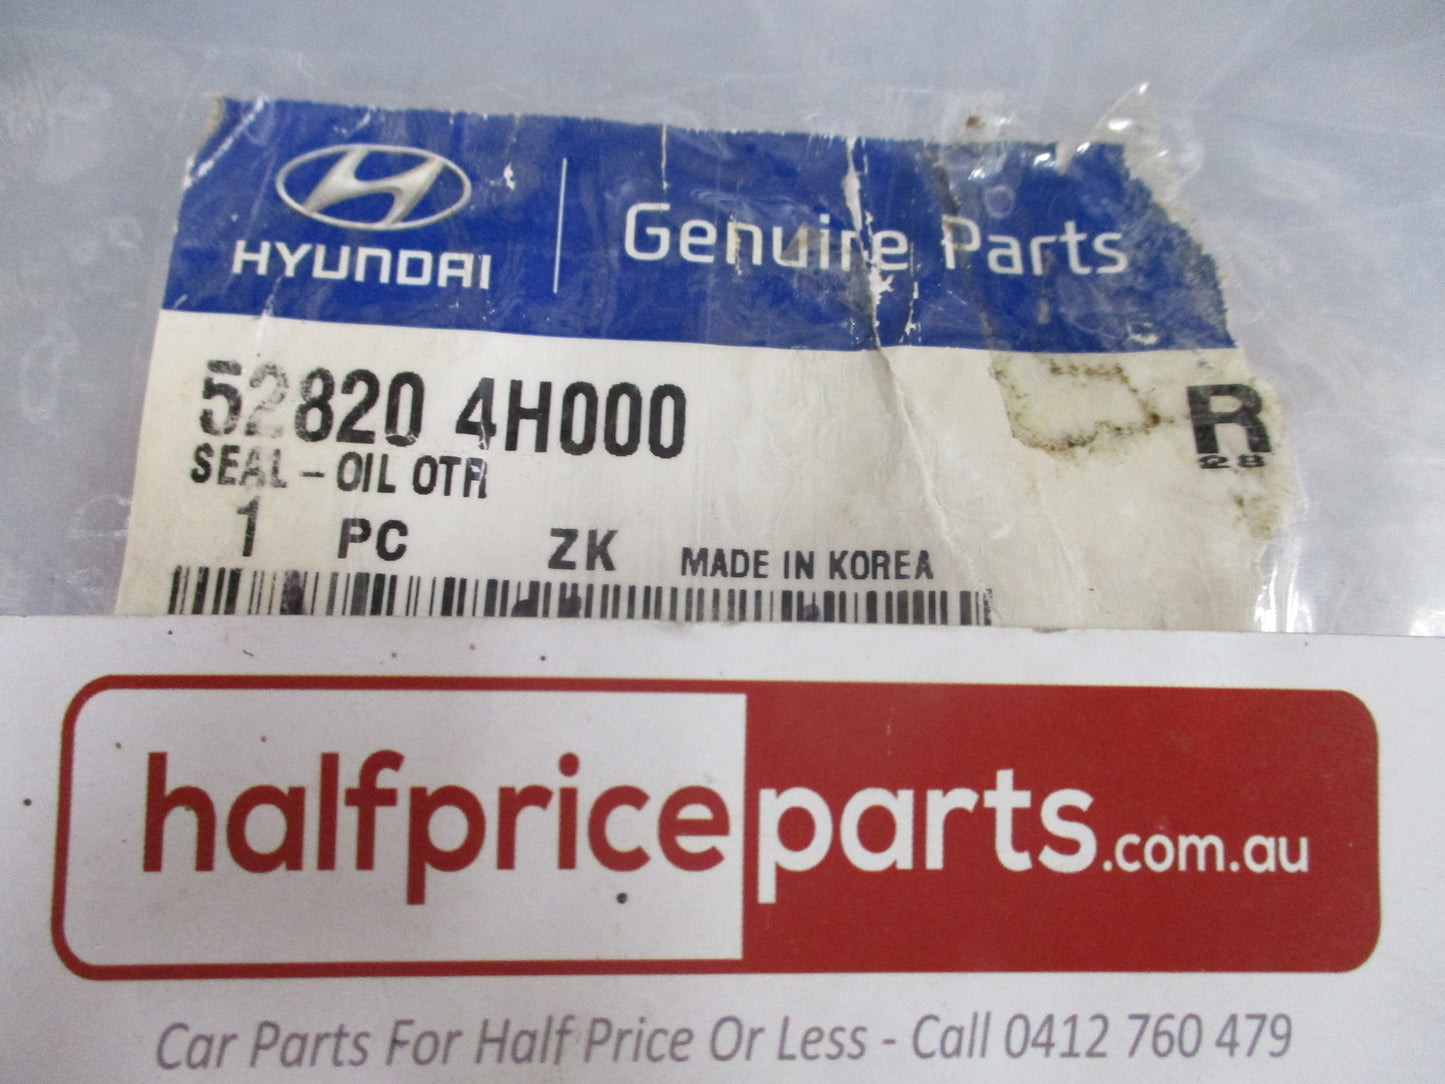 HYUNDAI
Genuire Parts
52820 4H000
R
28
SEAL - OIL OTR
1 PC ZK MADE IN KOREA
halfpriceparts.com.au
Car Parts For Half Price Or Less - Call 0412 760 479